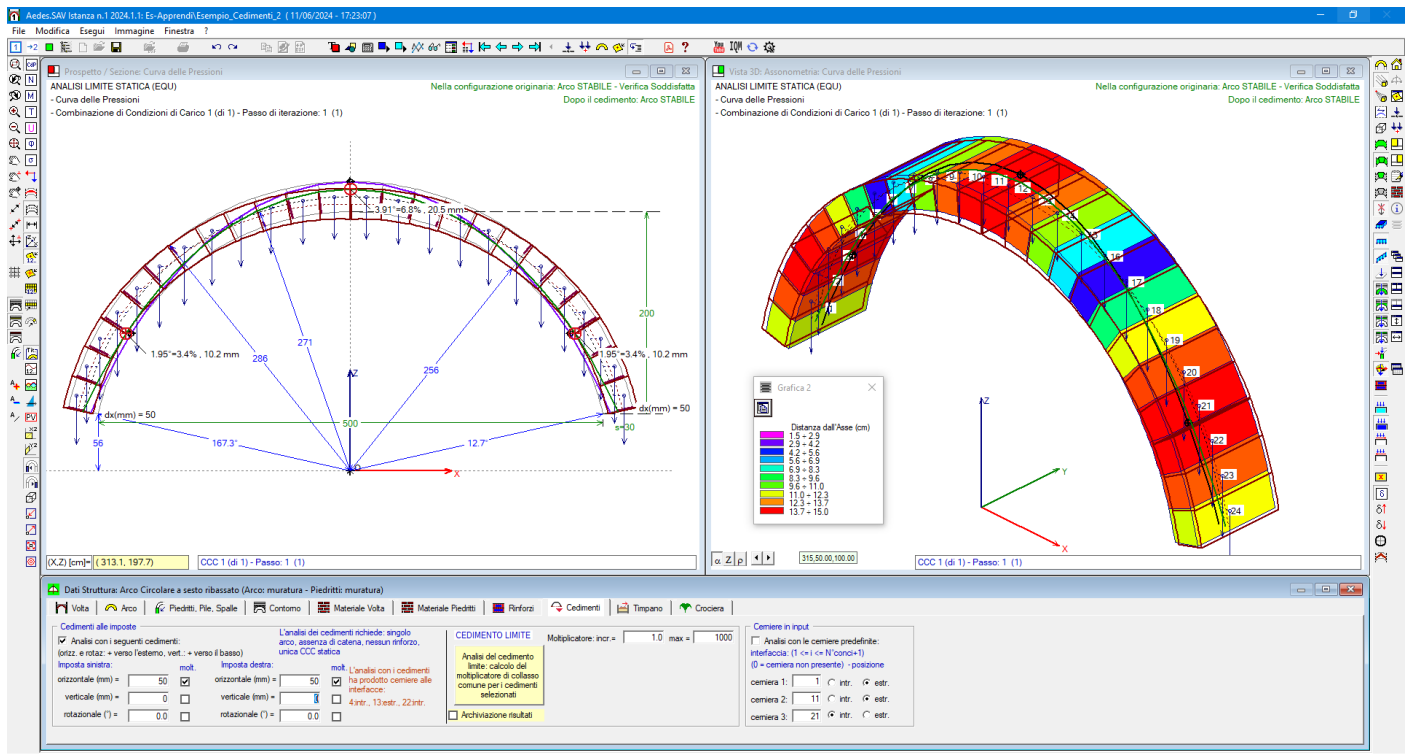 Aedes.SAV Istanza n.1 2024.1.1: Es-Apprendi\Esempio_Cedimenti_2 ( 11/06/2024 - 17:23:07 )
File Modifica Esegui Immagine Finestra ?
Prospetto / Sezione: Curva delle Pressioni
ANALISI LIMITE STATICA (EQU)
Nella configurazione originaria: Arco STABILE - Verifica Soddisfatta
- Curva delle Pressioni
Dopo il cedimento: Arco STABILE
- Combinazione di Condizioni di Carico 1 (di 1) - Passo di iterazione: 1 (1)
3.91°=6.8% , 20.5 mm
200
271
286
256
1.95°=3.4% , 10.2 mm
1.95°=3.4% , 10.2 mm
Z
dx(mm) = 50
dx(mm) = 50
500
s=30
56
167.3°
12.7°
X
(X,Z) [cm]= ( 313.1, 197.7)
CCC 1 (di 1) - Passo: 1 (1)
Vista 3D: Assonometria: Curva delle Pressioni
ANALISI LIMITE STATICA (EQU)
Nella configurazione originaria: Arco STABILE - Verifica Soddisfatta
- Curva delle Pressioni
Dopo il cedimento: Arco STABILE
- Combinazione di Condizioni di Carico 1 (di 1) - Passo di iterazione: 1 (1)
9
10
11
12
16
17
18
19
20
21
22
23
24
Z
Y
X
Grafica 2
Distanza dall'Asse (cm)
1.5 ÷ 2.9
2.9 ÷ 4.2
4.2 ÷ 5.6
5.6 ÷ 6.9
6.9 ÷ 8.3
8.3 ÷ 9.6
9.6 ÷ 11.0
11.0 ÷ 12.3
12.3 ÷ 13.7
13.7 ÷ 15.0
α Z ρ
315,50.00,100.00
CCC 1 (di 1) - Passo: 1 (1)
Dati Struttura: Arco Circolare a sesto ribassato (Arco: muratura - Piedritti: muratura)
Volta Arco Piedritti, Pile, Spalle Contorno Materiale Volta Materiale Piedritti Rinforzi Cedimenti Timpano Crociera
Cedimenti alle imposte
Analisi con i seguenti cedimenti:
(orizz. e rotaz: + verso l'esterno, vert.: + verso il basso)
L'analisi dei cedimenti richiede: singolo
arco, assenza di catena, nessun rinforzo,
unica CCC statica
Imposta sinistra: molt. Imposta destra: molt.
orizzontale (mm) = 50 orizzontale (mm) = 50
verticale (mm) = 0 verticale (mm) = 0
rotazionale (°) = 0.0 rotazionale (°) = 0.0
L'analisi con i cedimenti
ha prodotto cerniere alle
interfacce:
4:intr., 13:estr., 22:intr.
CEDIMENTO LIMITE
Moltiplicatore: incr.= 1.0 max = 1000
Analisi del cedimento
limite: calcolo del
moltiplicatore di collasso
comune per i cedimenti
selezionati
Archiviazione risultati
Cerniere in input
Analisi con le cerniere predefinite:
interfaccia: (1 <= i <= N°conci+1)
(0 = cerniera non presente) - posizione
cerniera 1: 1 intr. estr.
cerniera 2: 11 intr. estr.
cerniera 3: 21 intr. estr.